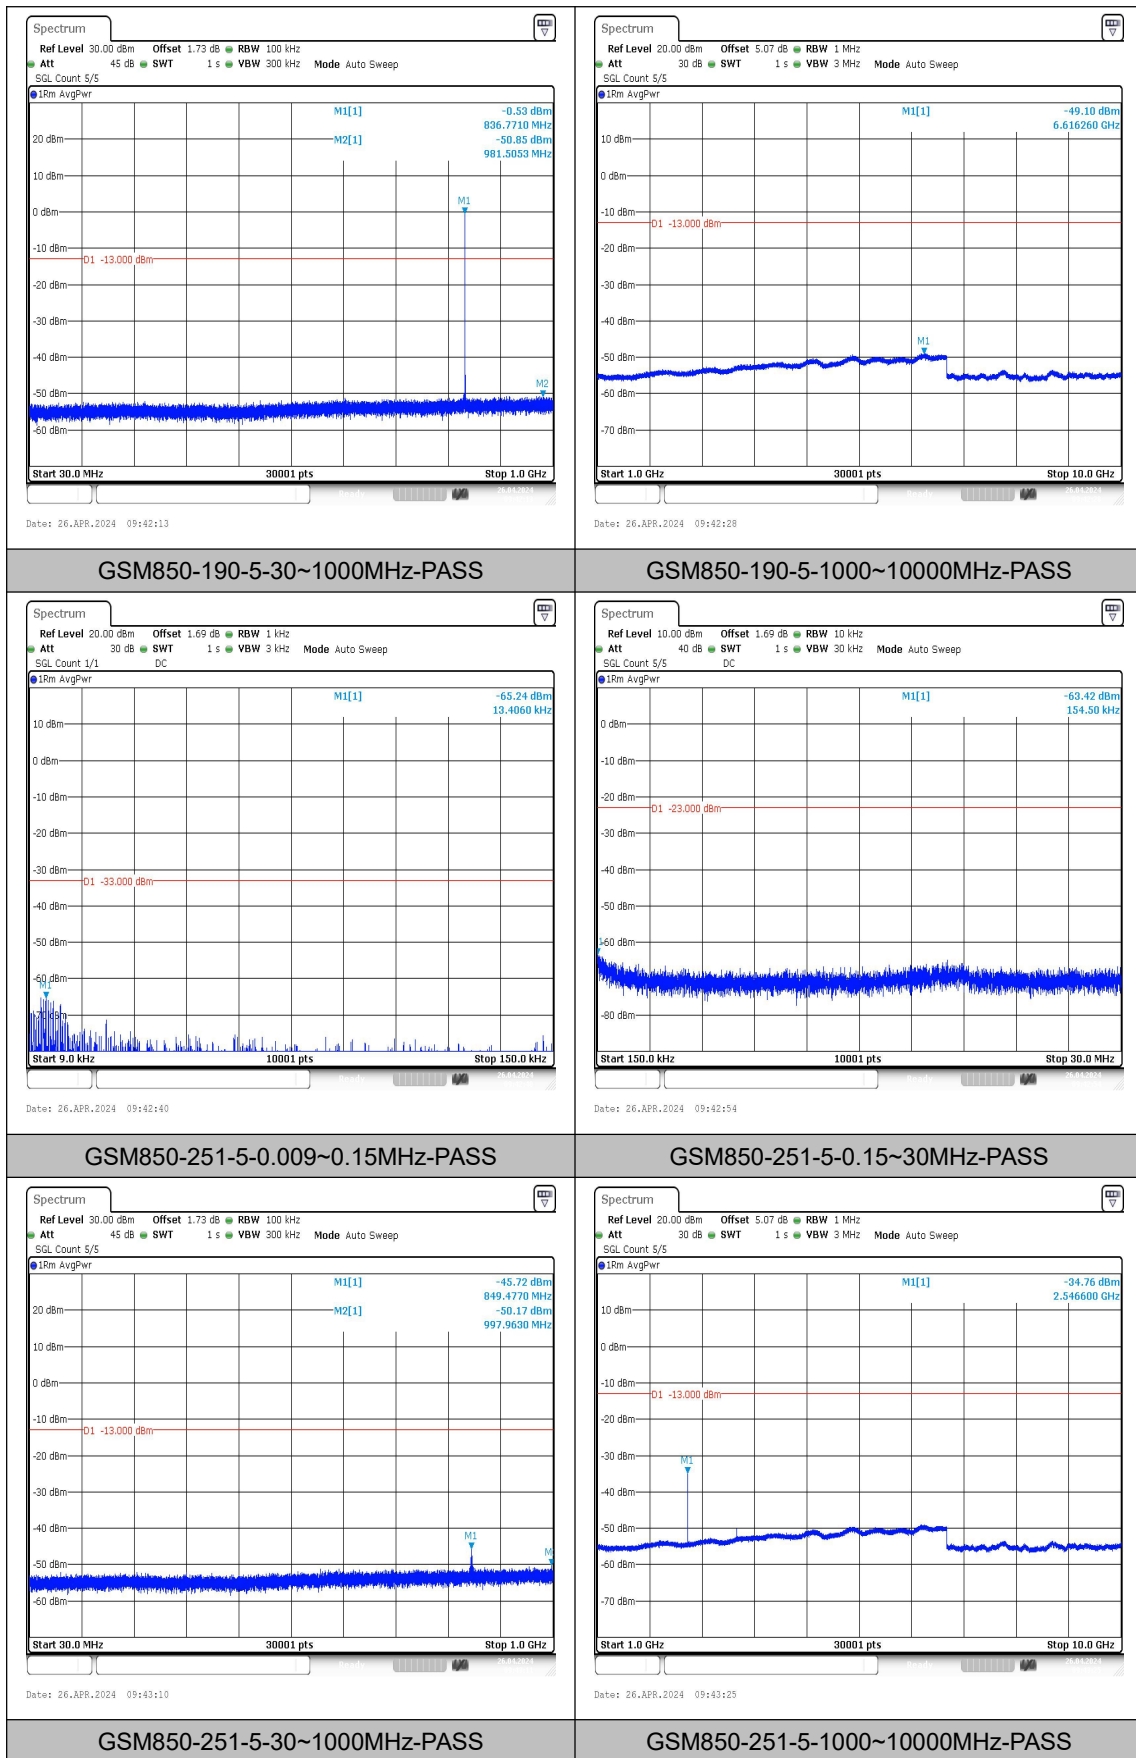 Spectrum
Ref Level 30.00 dBm Offset 1.73 dB RBW 100 kHz
Att 45 dB SWT 1 s VBW 300 kHz Mode Auto Sweep
SGL Count 5/5
1Rm AvgPwr
M1[1] -0.53 dBm
836.7710 MHz
M2[1] -50.85 dBm
981.5053 MHz
20 dBm
10 dBm
M1
0 dBm
-10 dBm
D1 -13.000 dBm
-20 dBm
-30 dBm
-40 dBm
M2
-50 dBm
-60 dBm
Start 30.0 MHz 30001 pts Stop 1.0 GHz
26.04.2024
Date: 26.APR.2024 09:42:13
GSM850-190-5-30~1000MHz-PASS
Spectrum
Ref Level 20.00 dBm Offset 5.07 dB RBW 1 MHz
Att 30 dB SWT 1 s VBW 3 MHz Mode Auto Sweep
SGL Count 5/5
1Rm AvgPwr
M1[1] -49.10 dBm
6.616260 GHz
10 dBm
0 dBm
-10 dBm
D1 -13.000 dBm
-20 dBm
-30 dBm
-40 dBm
M1
-50 dBm
-60 dBm
-70 dBm
Start 1.0 GHz 30001 pts Stop 10.0 GHz
26.04.2024
Date: 26.APR.2024 09:42:28
GSM850-190-5-1000~10000MHz-PASS
Spectrum
Ref Level 20.00 dBm Offset 1.69 dB RBW 1 kHz
Att 30 dB SWT 1 s VBW 3 kHz Mode Auto Sweep
SGL Count 1/1 DC
1Rm AvgPwr
M1[1] -65.24 dBm
13.4060 kHz
10 dBm
0 dBm
-10 dBm
-20 dBm
-30 dBm
D1 -33.000 dBm
-40 dBm
-50 dBm
-60 dBm
M1
-70 dBm
Start 9.0 kHz 10001 pts Stop 150.0 kHz
26.04.2024
Date: 26.APR.2024 09:42:40
GSM850-251-5-0.009~0.15MHz-PASS
Spectrum
Ref Level 10.00 dBm Offset 1.69 dB RBW 10 kHz
Att 40 dB SWT 1 s VBW 30 kHz Mode Auto Sweep
SGL Count 5/5 DC
1Rm AvgPwr
M1[1] -63.42 dBm
154.50 kHz
0 dBm
-10 dBm
-20 dBm
D1 -23.000 dBm
-30 dBm
-40 dBm
-50 dBm
-60 dBm
-80 dBm
Start 150.0 kHz 10001 pts Stop 30.0 MHz
26.04.2024
Date: 26.APR.2024 09:42:54
GSM850-251-5-0.15~30MHz-PASS
Spectrum
Ref Level 30.00 dBm Offset 1.73 dB RBW 100 kHz
Att 45 dB SWT 1 s VBW 300 kHz Mode Auto Sweep
SGL Count 5/5
1Rm AvgPwr
M1[1] -45.72 dBm
849.4770 MHz
M2[1] -50.17 dBm
997.9630 MHz
20 dBm
10 dBm
0 dBm
-10 dBm
D1 -13.000 dBm
-20 dBm
-30 dBm
-40 dBm
M1
M
-50 dBm
-60 dBm
Start 30.0 MHz 30001 pts Stop 1.0 GHz
26.04.2024
Date: 26.APR.2024 09:43:10
GSM850-251-5-30~1000MHz-PASS
Spectrum
Ref Level 20.00 dBm Offset 5.07 dB RBW 1 MHz
Att 30 dB SWT 1 s VBW 3 MHz Mode Auto Sweep
SGL Count 5/5
1Rm AvgPwr
M1[1] -34.76 dBm
2.546600 GHz
10 dBm
0 dBm
-10 dBm
D1 -13.000 dBm
-20 dBm
-30 dBm
M1
-40 dBm
-50 dBm
-60 dBm
-70 dBm
Start 1.0 GHz 30001 pts Stop 10.0 GHz
26.04.2024
Date: 26.APR.2024 09:43:25
GSM850-251-5-1000~10000MHz-PASS